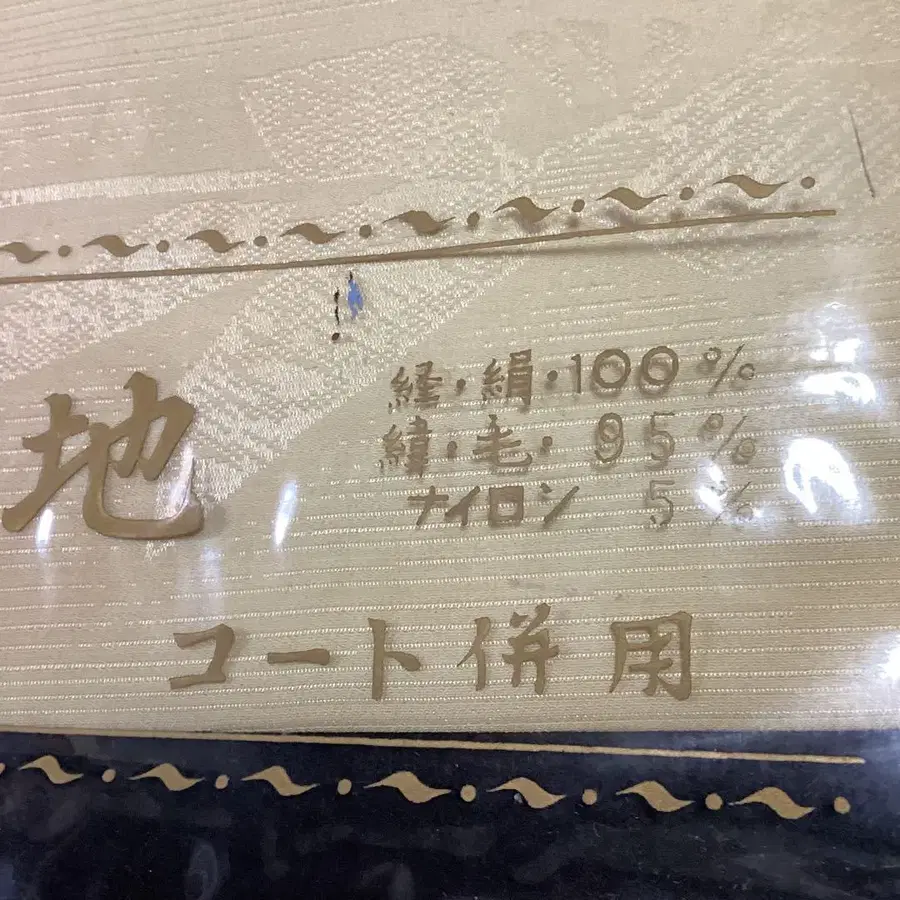 地
経・絹・100%
緯・毛・95%
ナイロン 5%
コート併用